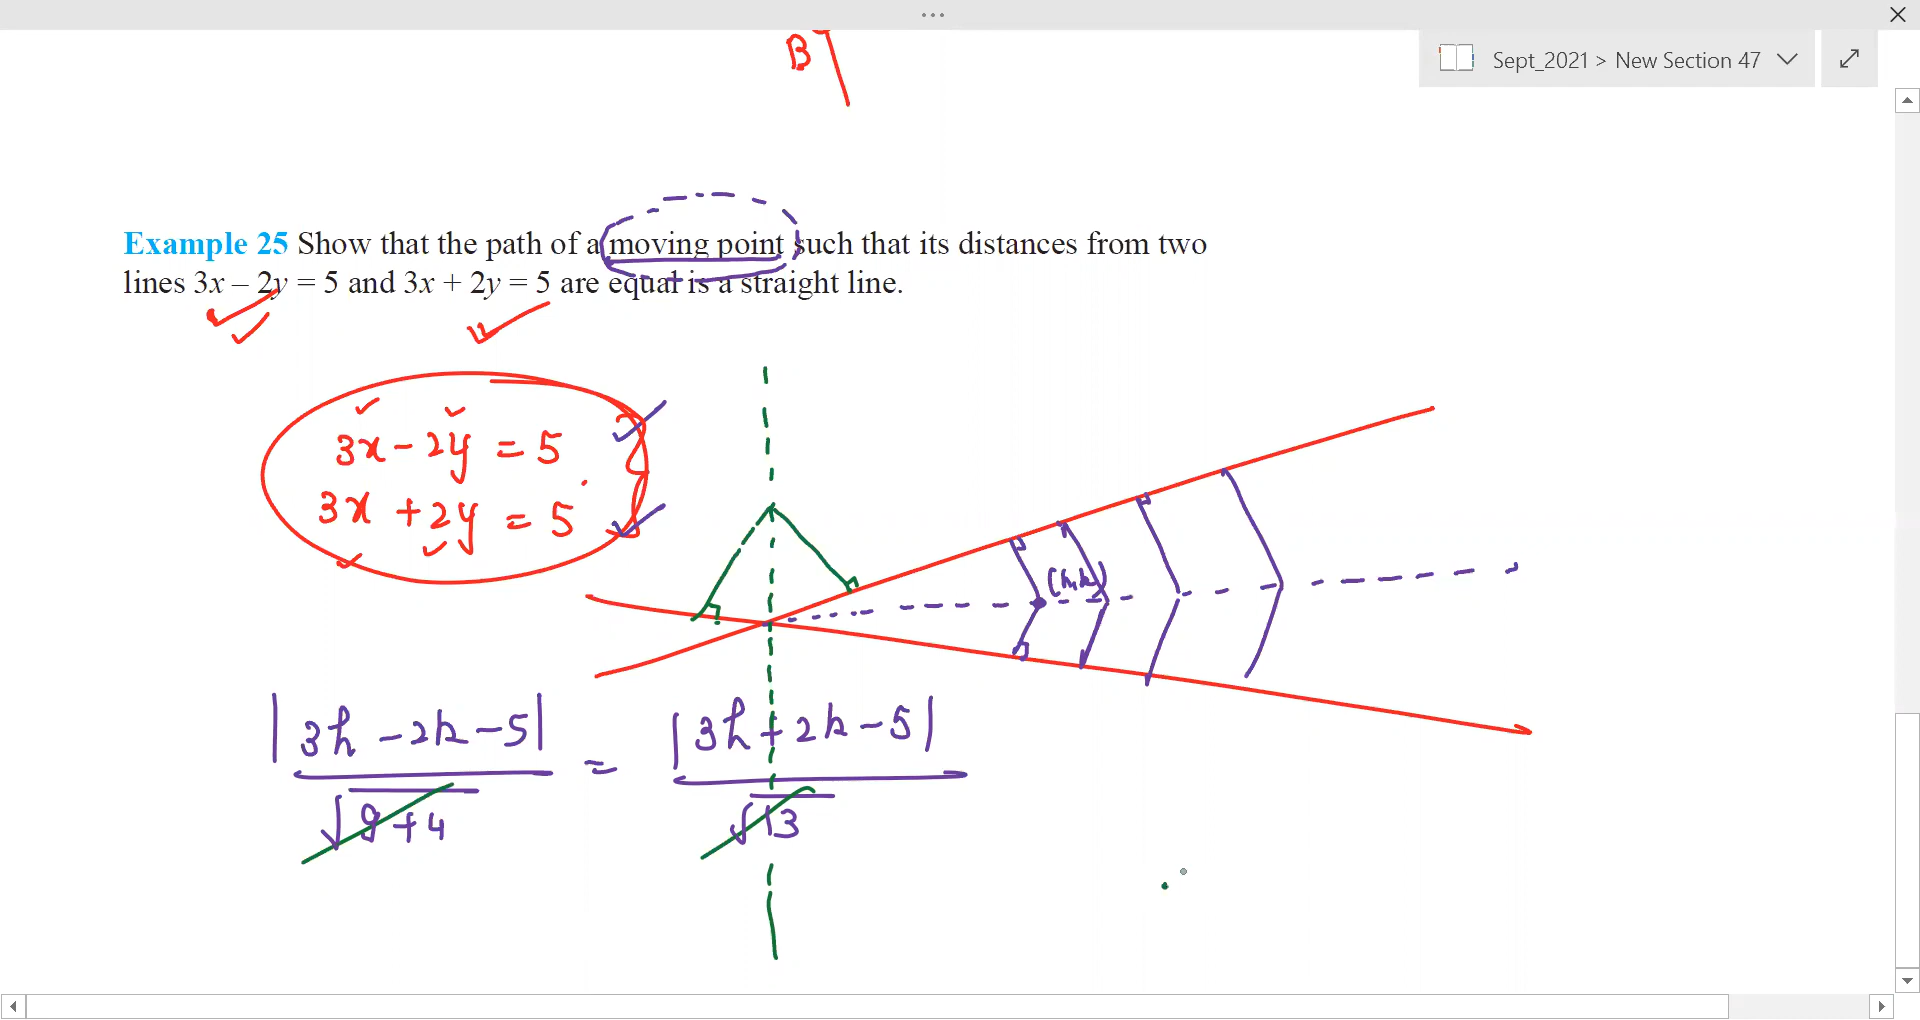 B
Sept_2021 > New Section 47
Example 25 Show that the path of a moving point such that its distances from two
lines 3x – 2y = 5 and 3x + 2y = 5 are equal is a straight line.
3x - 2y = 5
3x + 2y = 5
(h,k)
|3h - 2k - 5| = |3h + 2k - 5|
√9+4 √13